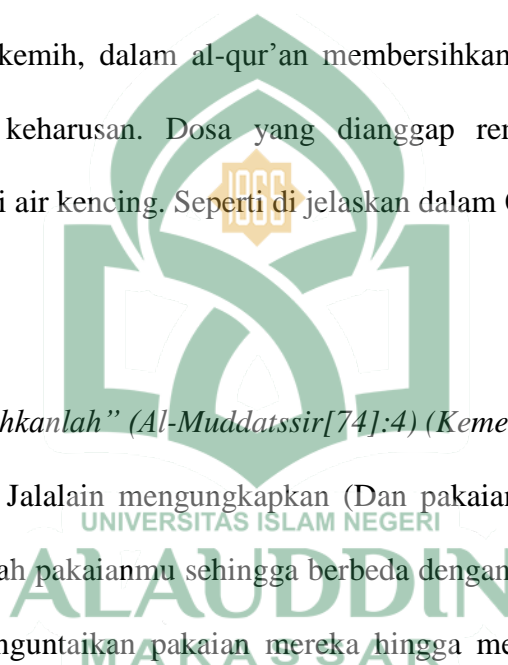 kemih, dalam al-qur’an membersihkan
keharusan. Dosa yang dianggap
i air kencing. Seperti di jelaskan dalam
1965
hkanlah” (Al-Muddatssir[74]:4) (Keme
Jalalain mengungkapkan (Dan pakaian
UNIVERSITAS ISLAM NEGERI
ah pakaianmu sehingga berbeda dengan
ALAUDDIN
nguntaikan pakaian mereka hingga me
MAKASSAR